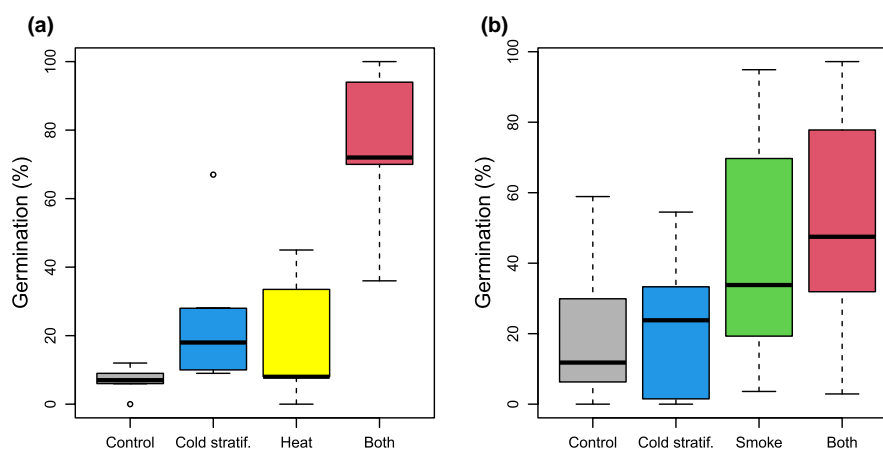 (a)
Germination (%)
100
80
60
40
20
0
Control Cold stratif. Heat Both
(b)
Germination (%)
100
80
60
40
20
0
Control Cold stratif. Smoke Both